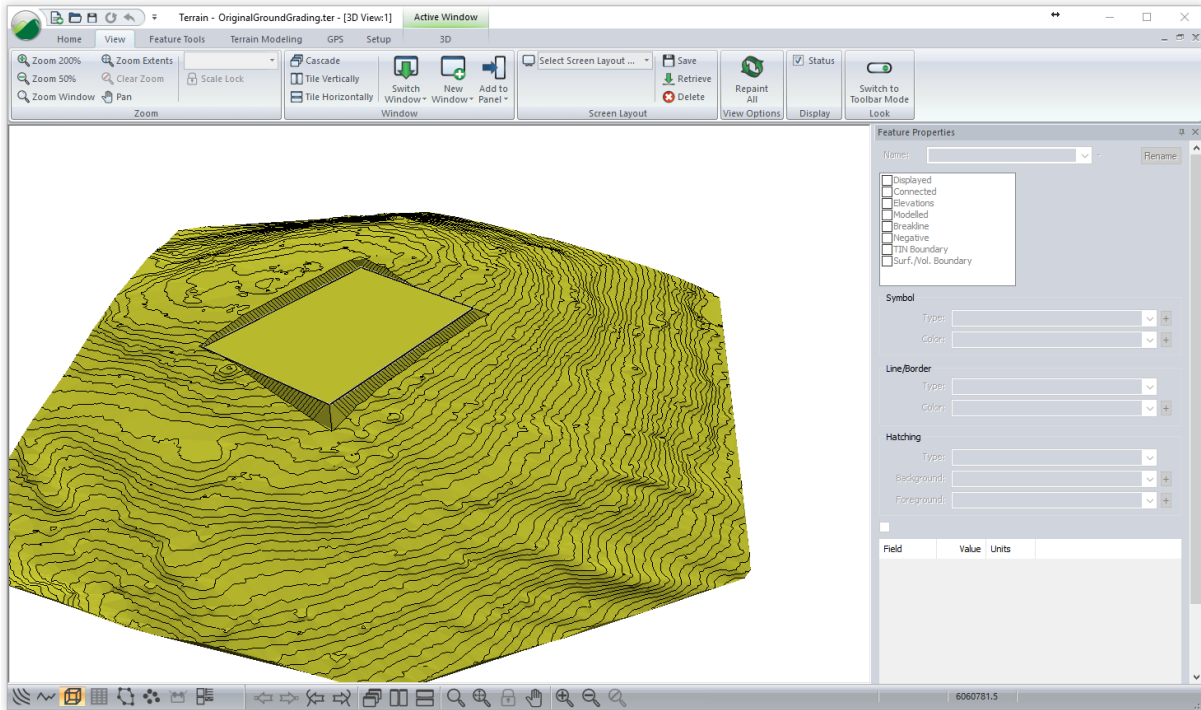 Terrain - OriginalGroundGrading.ter - [3D View:1]
Active Window
Home View Feature Tools Terrain Modeling GPS Setup 3D
Zoom 200% Zoom Extents
Zoom 50% Clear Zoom Scale Lock
Zoom Window Pan
Zoom
Cascade
Tile Vertically
Tile Horizontally
Switch Window
New Window
Add to Panel
Window
Select Screen Layout ...
Save
Retrieve
Delete
Screen Layout
Repaint All
View Options
Status
Display
Switch to Toolbar Mode
Look
Feature Properties
Name: - Rename
Displayed
Connected
Elevations
Modelled
Breakline
Negative
TIN Boundary
Surf./Vol. Boundary
Symbol
Type: 
Color: +
Line/Border
Type:
Color: +
Hatching
Type:
Background: +
Foreground: +
Field Value Units
6060781.5